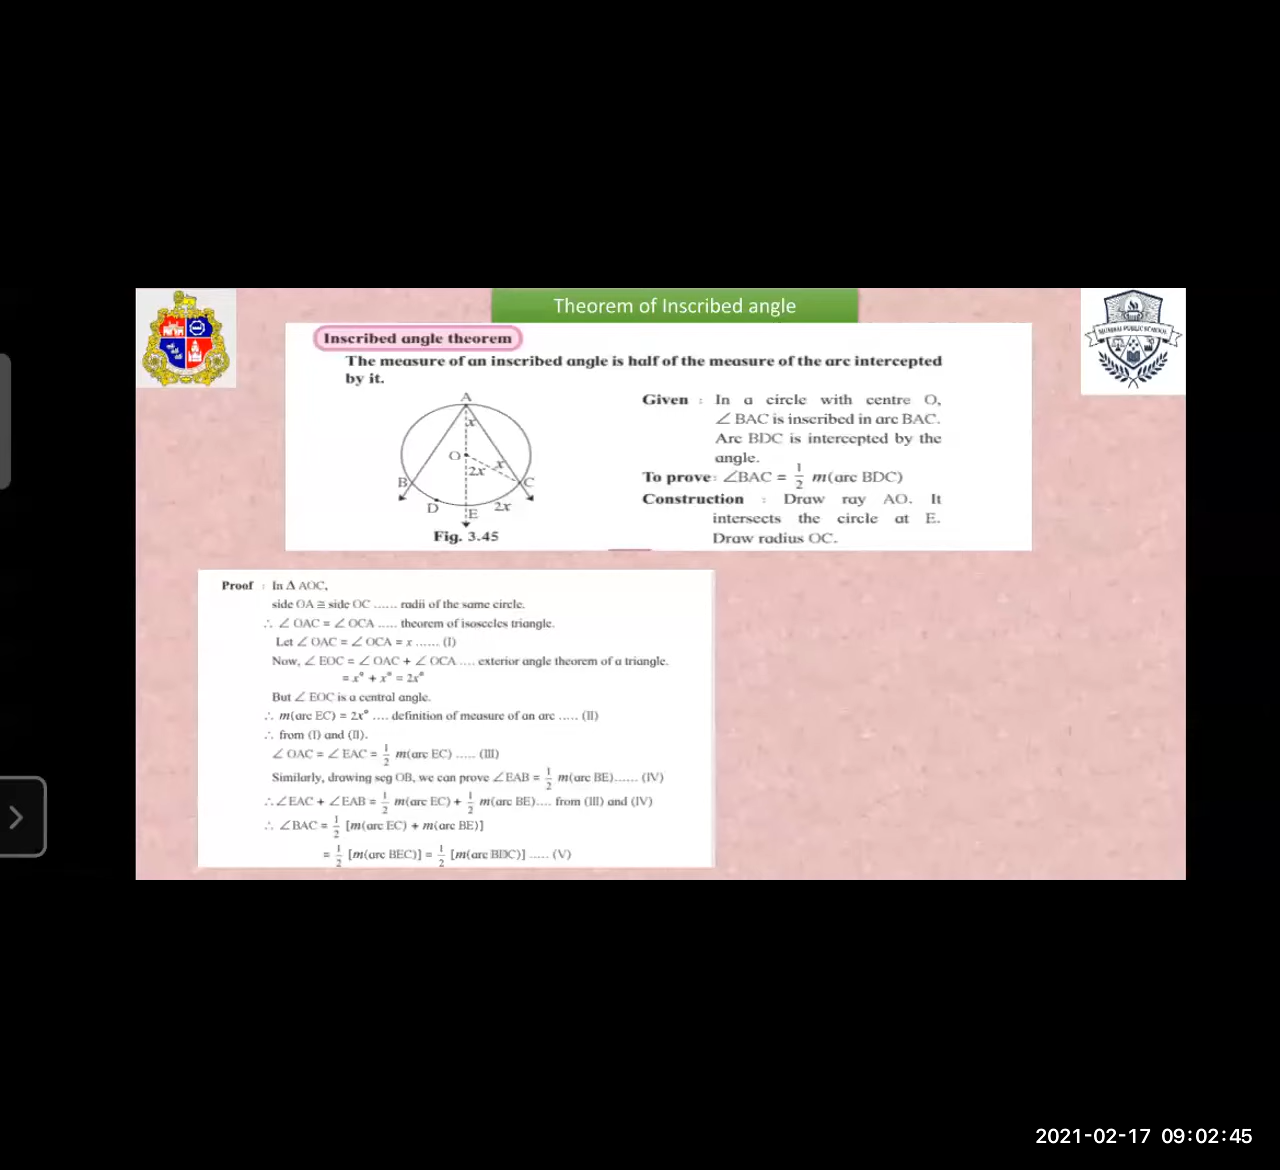 Theorem of Inscribed angle
MUMBAI PUBLIC SCHOOL
Inscribed angle theorem
The measure of an inscribed angle is half of the measure of the arc intercepted
by it.
A
x
O
x
2x
B
C
D
E
2x
Fig. 3.45
Given : In a circle with centre O,
∠ BAC is inscribed in arc BAC.
Arc BDC is intercepted by the
angle.
To prove: ∠BAC = 1/2 m(arc BDC)
Construction : Draw ray AO. It
intersects the circle at E.
Draw radius OC.
Proof : In Δ AOC,
side OA ≅ side OC ...... radii of the same circle.
∴ ∠ OAC = ∠ OCA ..... theorem of isosceles triangle.
Let ∠ OAC = ∠ OCA = x ...... (I)
Now, ∠ EOC = ∠ OAC + ∠ OCA .... exterior angle theorem of a triangle.
= x° + x° = 2x°
But ∠ EOC is a central angle.
∴ m(arc EC) = 2x° .... definition of measure of an arc ..... (II)
∴ from (I) and (II).
∠ OAC = ∠ EAC = 1/2 m(arc EC) ..... (III)
Similarly, drawing seg OB, we can prove ∠EAB = 1/2 m(arc BE)...... (IV)
∴ ∠EAC + ∠EAB = 1/2 m(arc EC) + 1/2 m(arc BE).... from (III) and (IV)
∴ ∠BAC = 1/2 [m(arc EC) + m(arc BE)]
= 1/2 [m(arc BEC)] = 1/2 [m(arc BDC)] ..... (V)
2021-02-17 09:02:45